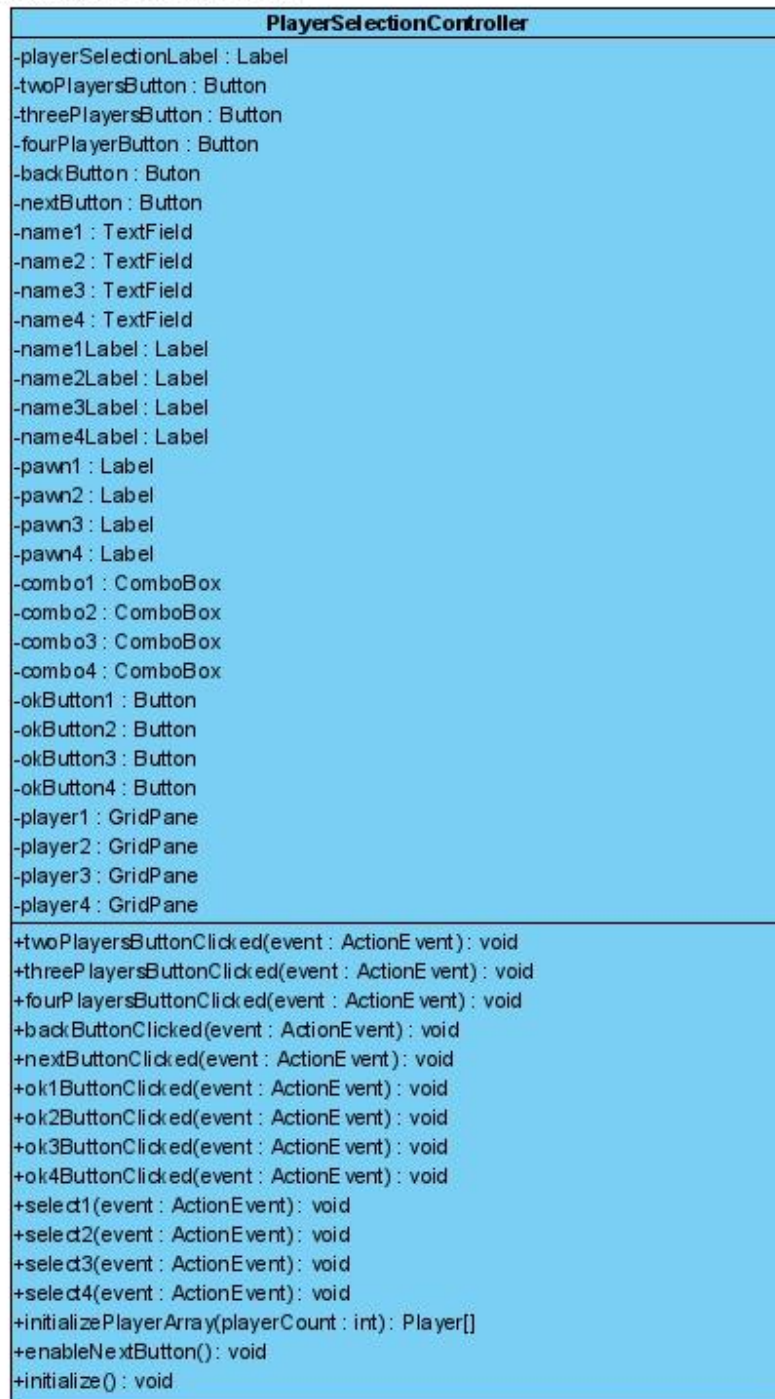 PlayerSelectionController
-playerSelectionLabel : Label
-twoPlayersButton : Button
-threePlayersButton : Button
-fourPlayerButton : Button
-backButton : Buton
-nextButton : Button
-name1 : TextField
-name2 : TextField
-name3 : TextField
-name4 : TextField
-name1Label : Label
-name2Label : Label
-name3Label : Label
-name4Label : Label
-pawn1 : Label
-pawn2 : Label
-pawn3 : Label
-pawn4 : Label
-combo1 : ComboBox
-combo2 : ComboBox
-combo3 : ComboBox
-combo4 : ComboBox
-okButton1 : Button
-okButton2 : Button
-okButton3 : Button
-okButton4 : Button
-player1 : GridPane
-player2 : GridPane
-player3 : GridPane
-player4 : GridPane
+twoPlayersButtonClicked(event : ActionEvent) : void
+threePlayersButtonClicked(event : ActionEvent) : void
+fourPlayersButtonClicked(event : ActionEvent) : void
+backButtonClicked(event : ActionEvent) : void
+nextButtonClicked(event : ActionEvent) : void
+ok1ButtonClicked(event : ActionEvent) : void
+ok2ButtonClicked(event : ActionEvent) : void
+ok3ButtonClicked(event : ActionEvent) : void
+ok4ButtonClicked(event : ActionEvent) : void
+select1(event : ActionEvent) : void
+select2(event : ActionEvent) : void
+select3(event : ActionEvent) : void
+select4(event : ActionEvent) : void
+initializePlayerArray(playerCount : int) : Player[]
+enableNextButton() : void
+initialize() : void